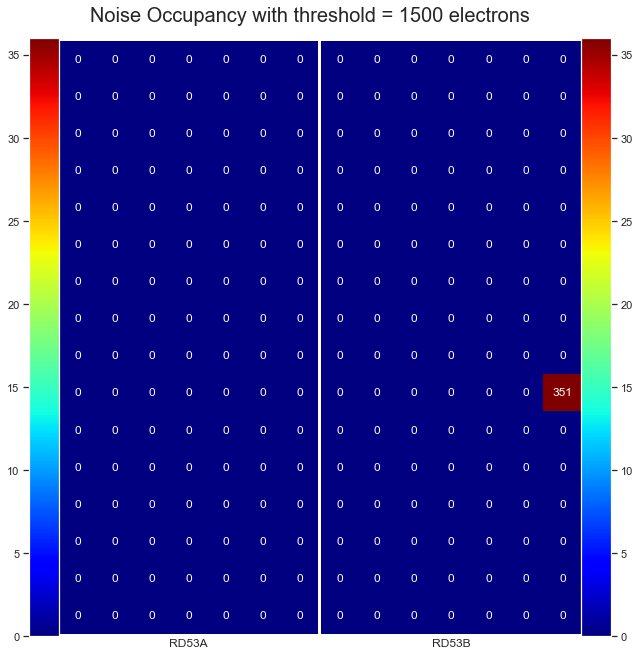 Noise Occupancy with threshold = 1500 electrons
35 0 0 0 0 0 0 0 0 0 0 0 0 0 0 35
0 0 0 0 0 0 0 0 0 0 0 0 0 0
30 0 0 0 0 0 0 0 0 0 0 0 0 0 0 30
0 0 0 0 0 0 0 0 0 0 0 0 0 0
25 0 0 0 0 0 0 0 0 0 0 0 0 0 0 25
0 0 0 0 0 0 0 0 0 0 0 0 0 0
20 0 0 0 0 0 0 0 0 0 0 0 0 0 0 20
0 0 0 0 0 0 0 0 0 0 0 0 0 0
0 0 0 0 0 0 0 0 0 0 0 0 0 0
15 0 0 0 0 0 0 0 0 0 0 0 0 0 351 15
0 0 0 0 0 0 0 0 0 0 0 0 0 0
10 0 0 0 0 0 0 0 0 0 0 0 0 0 0 10
0 0 0 0 0 0 0 0 0 0 0 0 0 0
5 0 0 0 0 0 0 0 0 0 0 0 0 0 0 5
0 0 0 0 0 0 0 0 0 0 0 0 0 0
0 0 0 0 0 0 0 0 0 0 0 0 0 0 0 0
RD53A RD53B